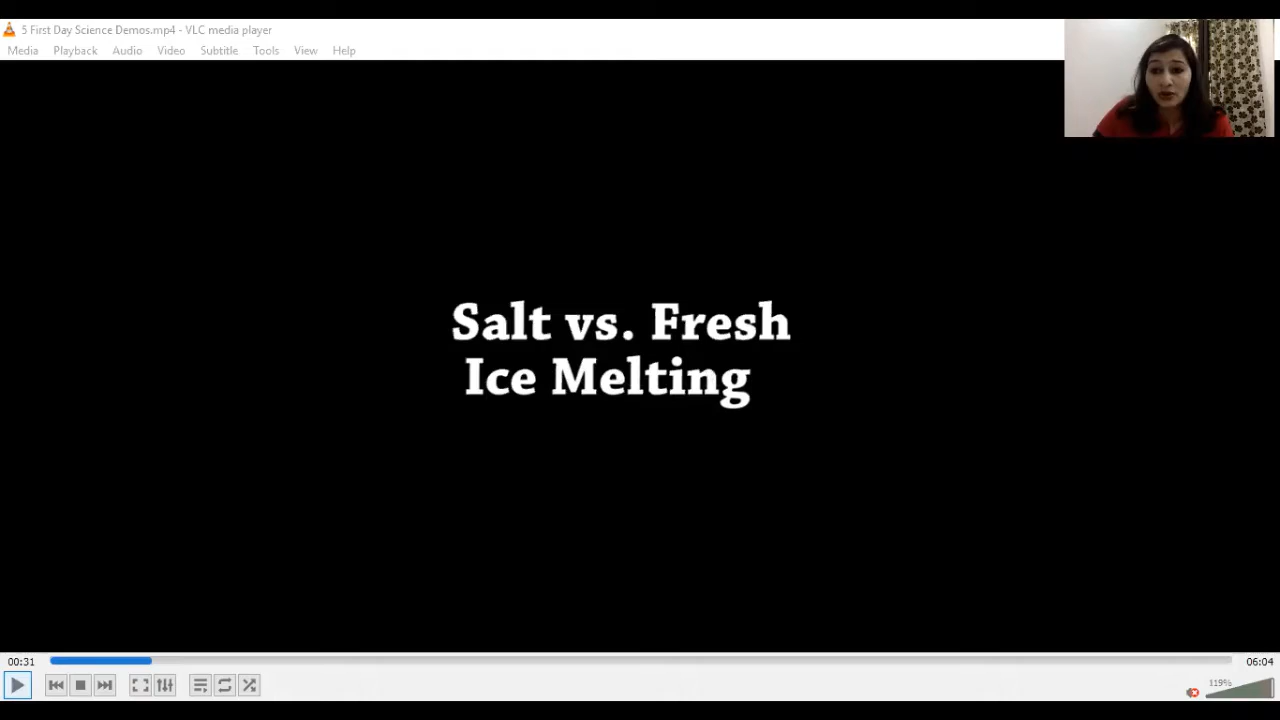 5 First Day Science Demos.mp4 - VLC media player
Media Playback Audio Video Subtitle Tools View Help
Salt vs. Fresh
Ice Melting
00:31
06:04
119%